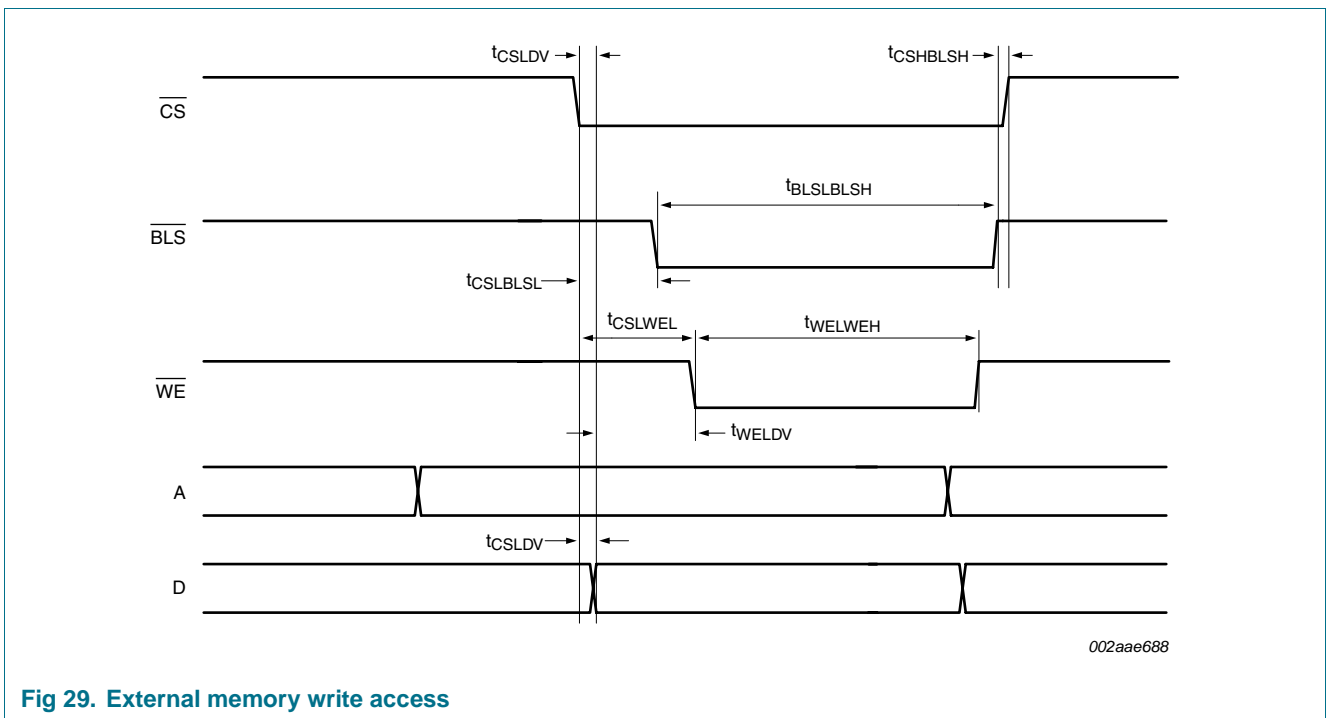 tCSLDV
tCSHBLSH
CS
tBLSLBLSH
BLS
tCSLBLSL
tCSLWEL
tWELWEH
WE
tWELDV
A
tCSLDV
D
002aae688
Fig 29. External memory write access